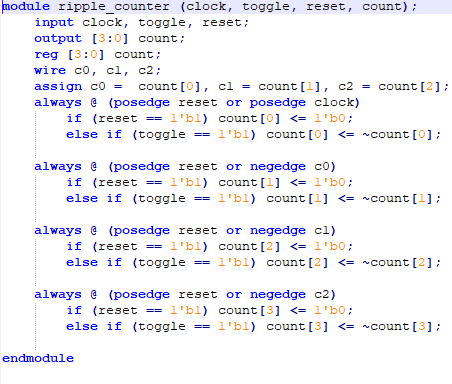 module ripple_counter (clock, toggle, reset, count);
input clock, toggle, reset;
output [3:0] count;
reg [3:0] count;
wire c0, c1, c2;
assign c0 =  count[0], c1 = count[1], c2 = count[2];
always @ (posedge reset or posedge clock)
if (reset == 1'b1) count[0] <= 1'b0;
else if (toggle == 1'b1) count[0] <= ~count[0];
always @ (posedge reset or negedge c0)
if (reset == 1'b1) count[1] <= 1'b0;
else if (toggle == 1'b1) count[1] <= ~count[1];
always @ (posedge reset or negedge c1)
if (reset == 1'b1) count[2] <= 1'b0;
else if (toggle == 1'b1) count[2] <= ~count[2];
always @ (posedge reset or negedge c2)
if (reset == 1'b1) count[3] <= 1'b0;
else if (toggle == 1'b1) count[3] <= ~count[3];
endmodule